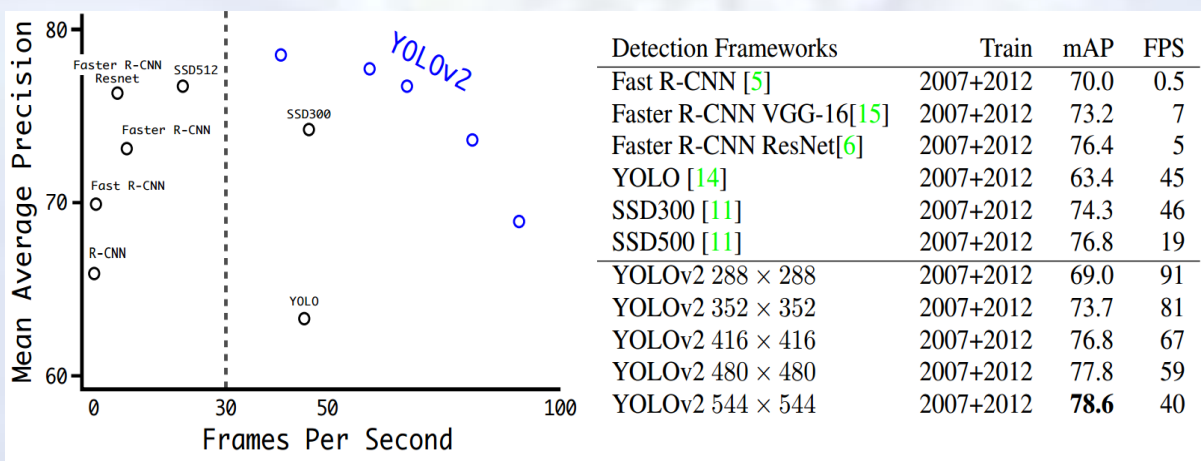 Mean Average Precision
80
70
60
Faster R-CNN
Resnet
SSD512
Faster R-CNN
Fast R-CNN
R-CNN
SSD300
YOLO
YOLOv2
0 30 50 100
Frames Per Second
Detection Frameworks Train mAP FPS
Fast R-CNN [5] 2007+2012 70.0 0.5
Faster R-CNN VGG-16[15] 2007+2012 73.2 7
Faster R-CNN ResNet[6] 2007+2012 76.4 5
YOLO [14] 2007+2012 63.4 45
SSD300 [11] 2007+2012 74.3 46
SSD500 [11] 2007+2012 76.8 19
YOLOv2 288 × 288 2007+2012 69.0 91
YOLOv2 352 × 352 2007+2012 73.7 81
YOLOv2 416 × 416 2007+2012 76.8 67
YOLOv2 480 × 480 2007+2012 77.8 59
YOLOv2 544 × 544 2007+2012 78.6 40